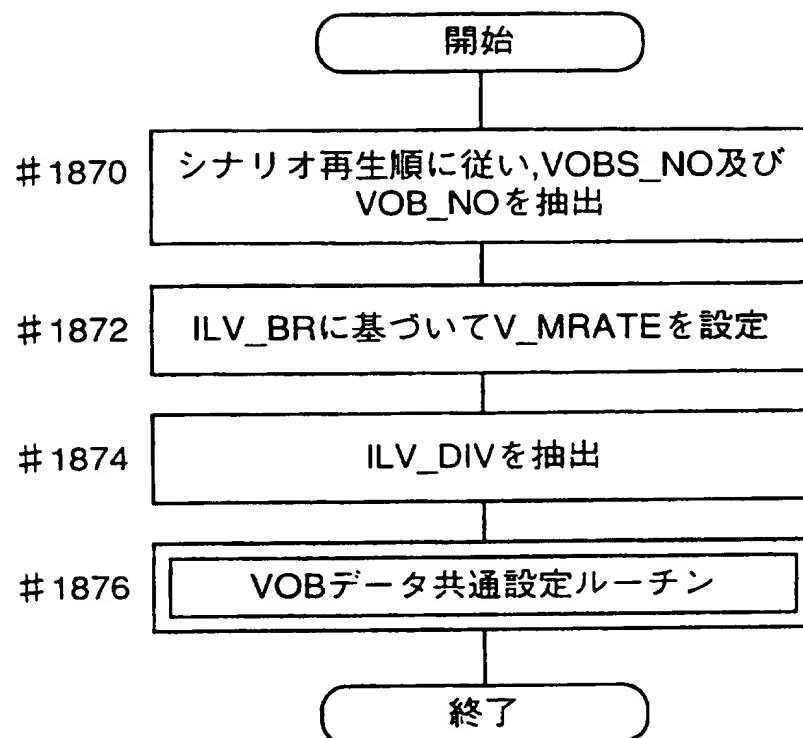 開始
#1870
シナリオ再生順に従い,VOBS_NO及び
VOB_NOを抽出
#1872
ILV_BRに基づいてV_MRATEを設定
#1874
ILV_DIVを抽出
#1876
VOBデータ共通設定ルーチン
終了